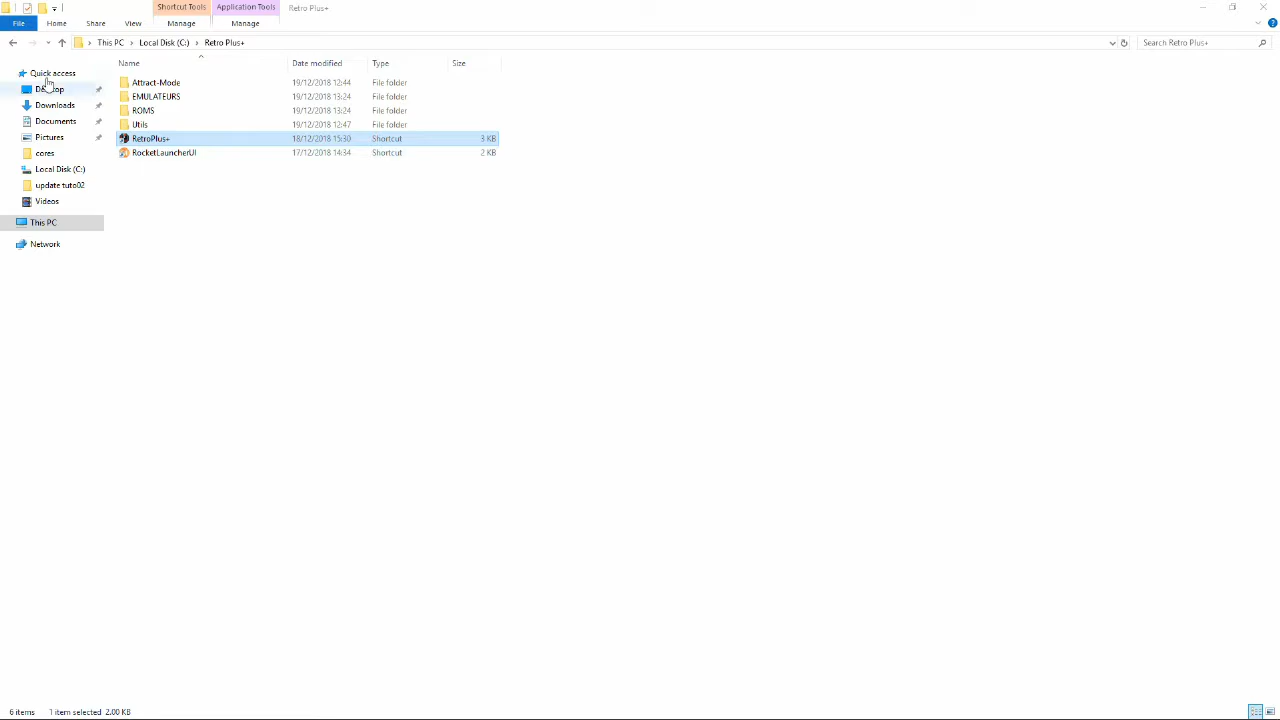 Shortcut Tools Application Tools Retro Plus+
File Home Share View Manage Manage
This PC Local Disk (C:) Retro Plus+ Search Retro Plus+
Quick access
Desktop
Downloads
Documents
Pictures
cores
Local Disk (C:)
update tuto02
Videos
This PC
Network
Name Date modified Type Size
Attract-Mode 19/12/2018 12:44 File folder
EMULATEURS 19/12/2018 13:24 File folder
ROMS 19/12/2018 13:24 File folder
Utils 19/12/2018 12:47 File folder
RetroPlus+ 18/12/2018 15:30 Shortcut 3 KB
RocketLauncherUI 17/12/2018 14:34 Shortcut 2 KB
6 items 1 item selected 2.00 KB